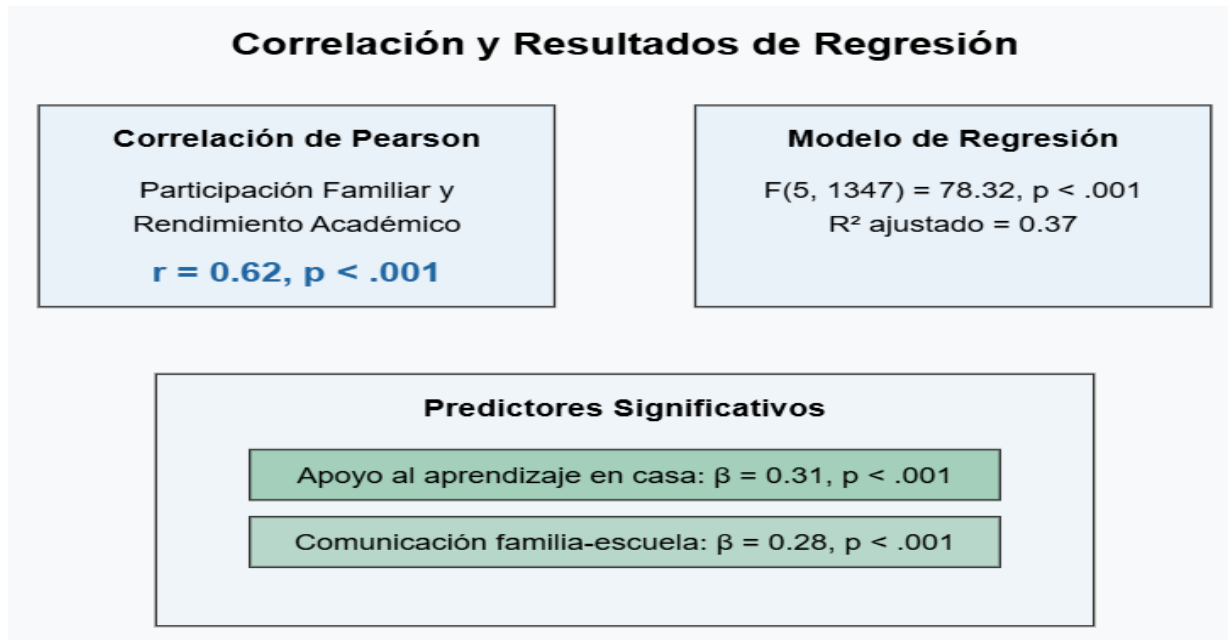 Correlación y Resultados de Regresión
Correlación de Pearson
Participación Familiar y
Rendimiento Académico
r = 0.62, p < .001
Modelo de Regresión
F(5, 1347) = 78.32, p < .001
R² ajustado = 0.37
Predictores Significativos
Apoyo al aprendizaje en casa: β = 0.31, p < .001
Comunicación familia-escuela: β = 0.28, p < .001